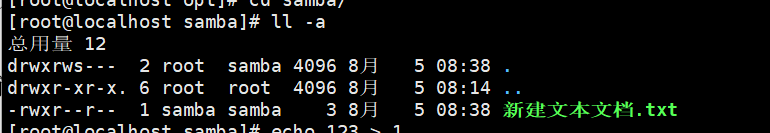 [root@localhost opt]# cd samba/
[root@localhost samba]# ll -a
总用量 12
drwxrws---  2 root  samba 4096 8月   5 08:38 .
drwxr-xr-x. 6 root  root  4096 8月   5 08:14 ..
-rwxr--r--  1 samba samba    3 8月   5 08:38 新建文本文档.txt
[root@localhost samba]# echo 123 > 1